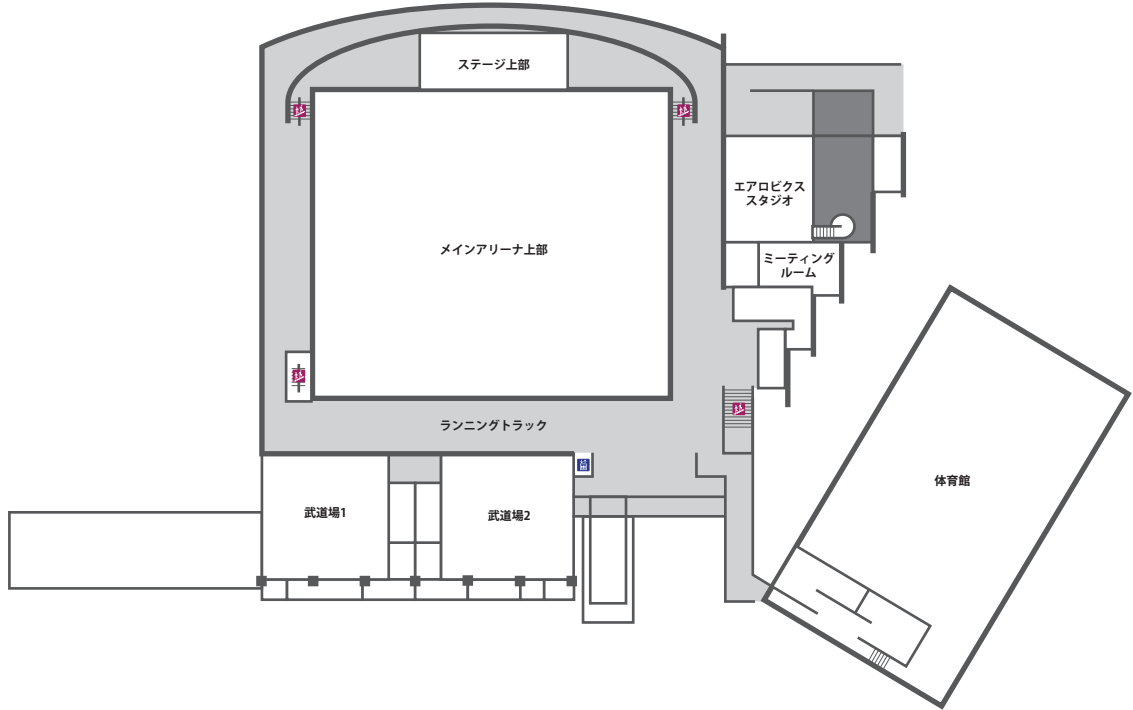 ステージ上部
エアロビクス
スタジオ
メインアリーナ上部
ミーティング
ルーム
ランニングトラック
体育館
武道場1
武道場2